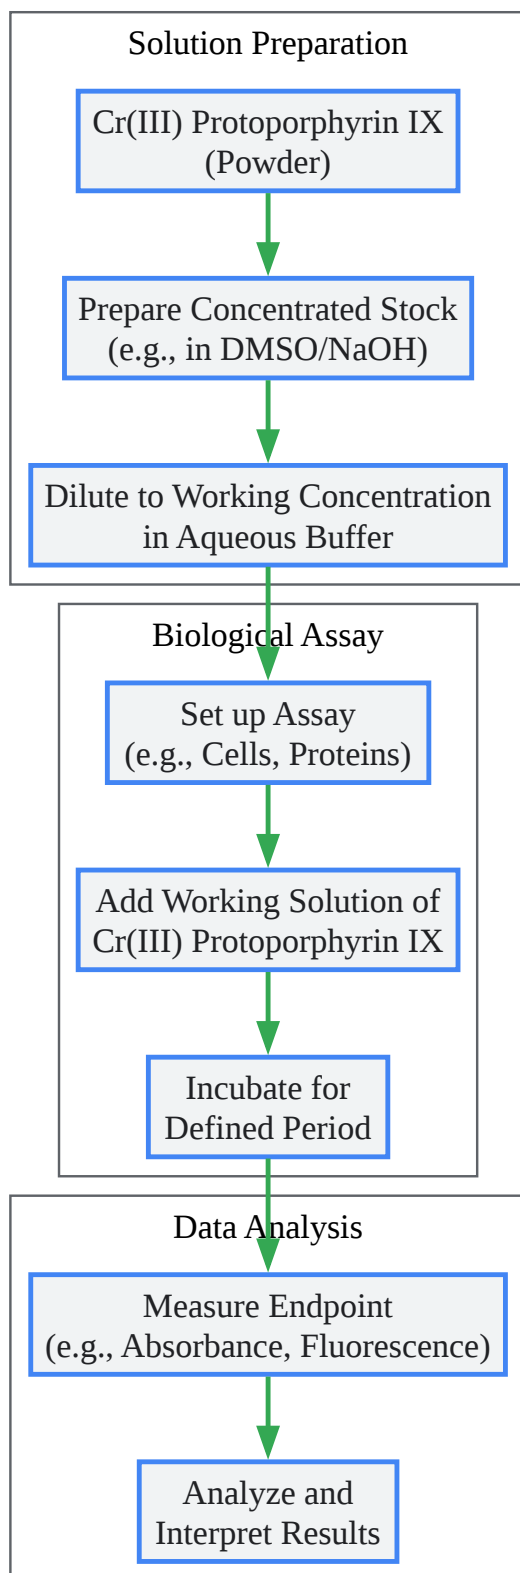 Solution Preparation
Cr(III) Protoporphyrin IX
(Powder)
Prepare Concentrated Stock
(e.g., in DMSO/NaOH)
Dilute to Working Concentration
in Aqueous Buffer
Biological Assay
Set up Assay
(e.g., Cells, Proteins)
Add Working Solution of
Cr(III) Protoporphyrin IX
Incubate for
Defined Period
Data Analysis
Measure Endpoint
(e.g., Absorbance, Fluorescence)
Analyze and
Interpret Results